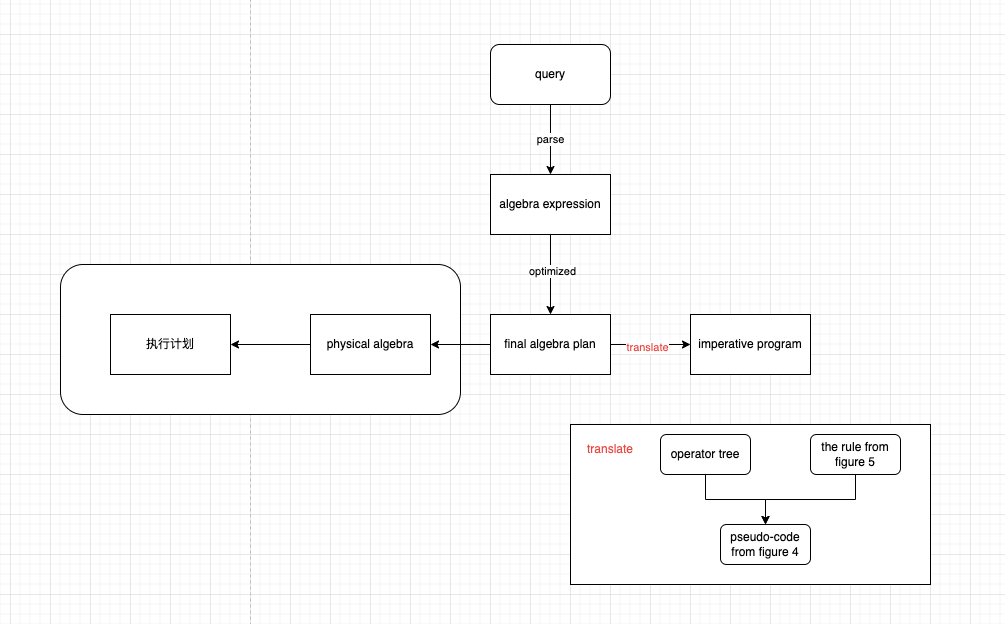 query
parse
algebra expression
optimized
执行计划
physical algebra
final algebra plan
translate
imperative program
translate
operator tree
the rule from
figure 5
pseudo-code
from figure 4